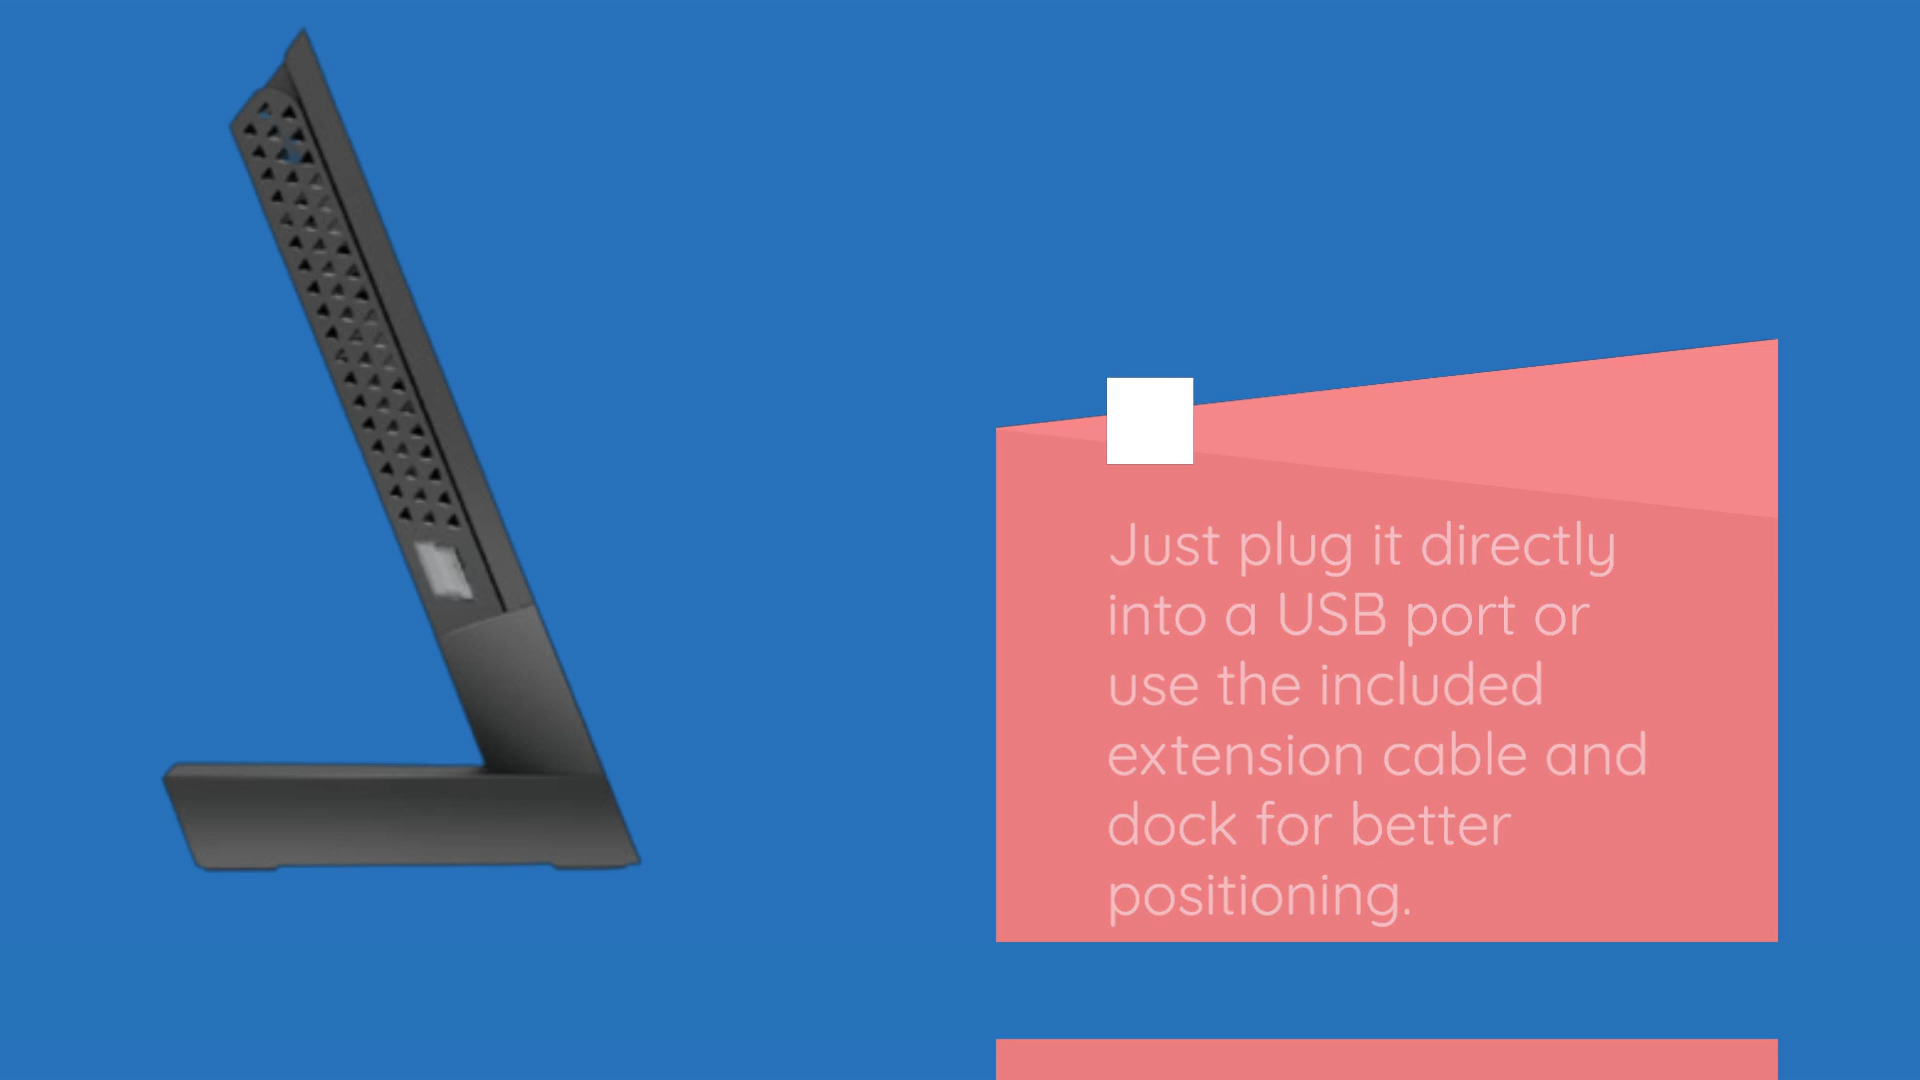 Just plug it directly
into a USB port or
use the included
extension cable and
dock for better
positioning.